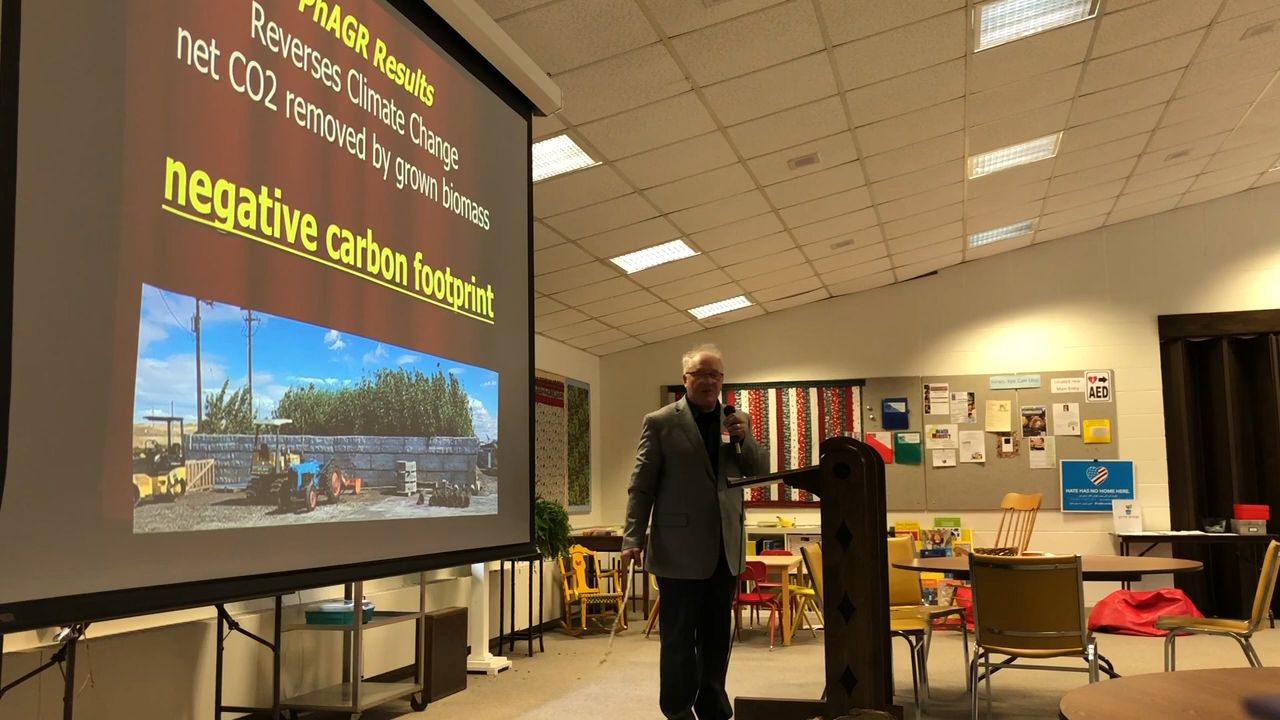 PhAGR Results
Reverses Climate Change
net CO2 removed by grown biomass
negative carbon footprint
AED
HATE HAS NO HOME HERE.